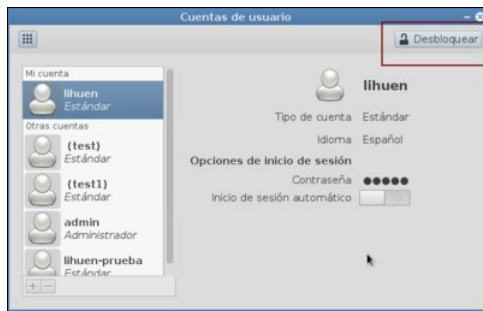 Cuentas de usuario
Desbloquear
Mi cuenta
lihuen
Estándar
Otras cuentas
(test)
Estándar
(test1)
Estándar
admin
Administrador
lihuen-prueba
Estándar
lihuen
Tipo de cuenta Estándar
Idioma Español
Opciones de inicio de sesión
Contraseña ●●●●●
Inicio de sesión automático